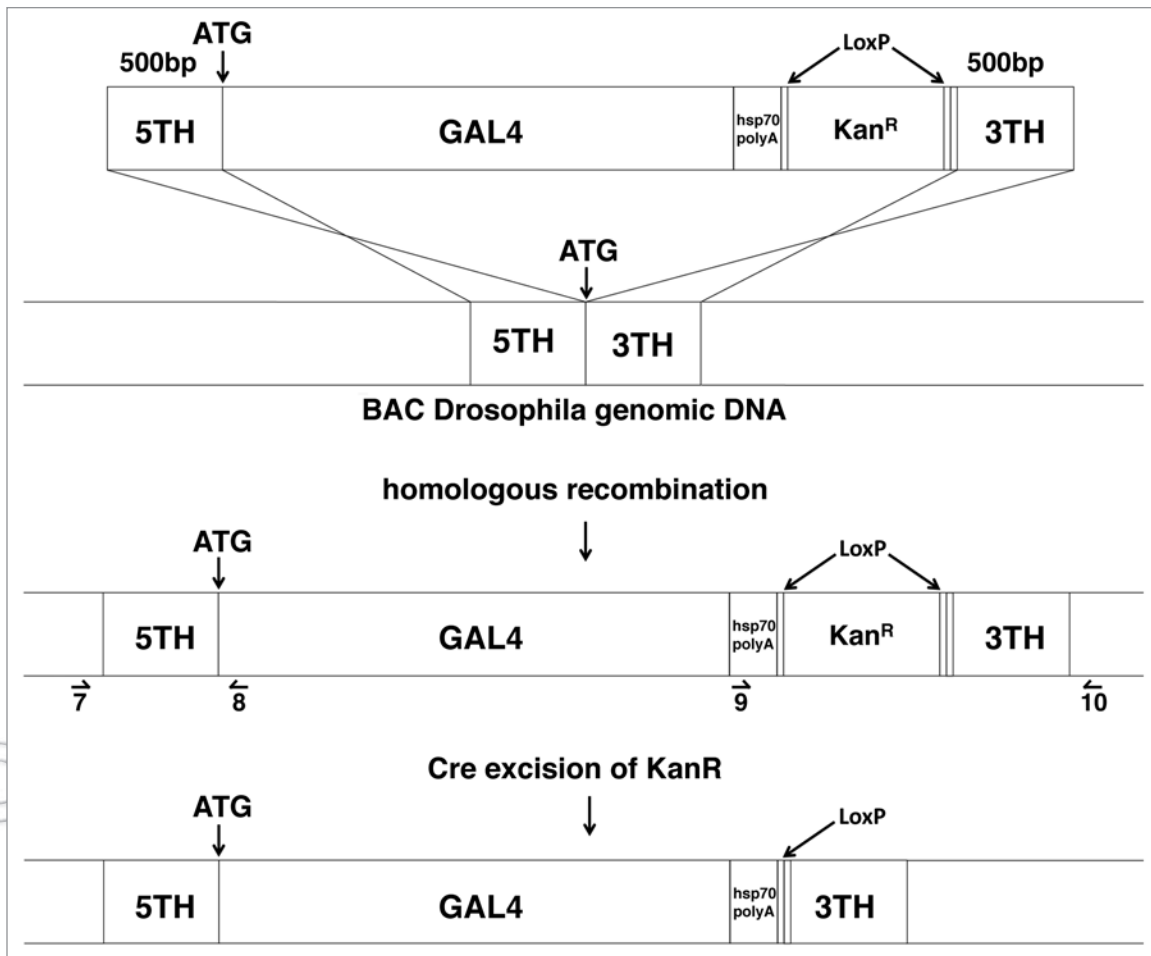 ATG
LoxP
500bp
500bp
5TH
GAL4
hsp70
polyA
Kanᴿ
3TH
ATG
5TH
3TH
BAC Drosophila genomic DNA
homologous recombination
ATG
LoxP
5TH
GAL4
hsp70
polyA
Kanᴿ
3TH
7
8
9
10
Cre excision of KanR
ATG
LoxP
5TH
GAL4
hsp70
polyA
3TH